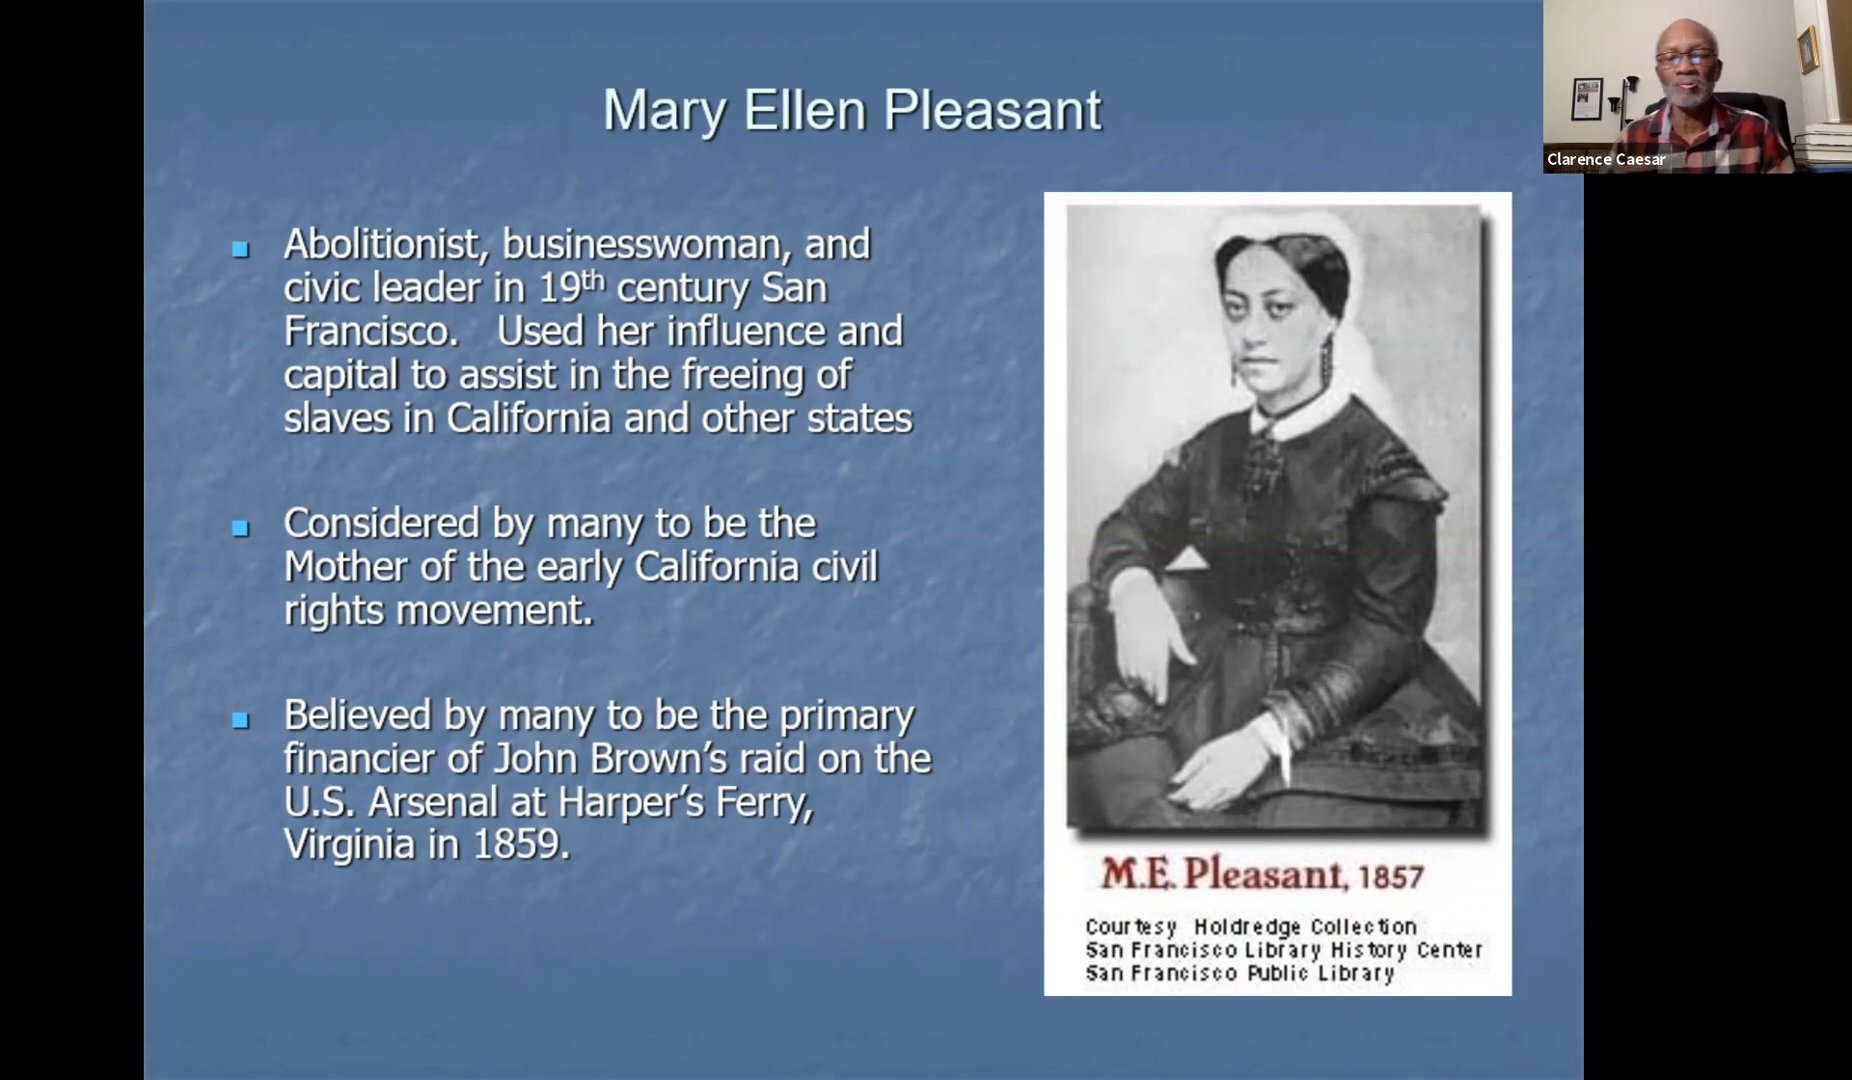 Mary Ellen Pleasant
Clarence Caesar
Abolitionist, businesswoman, and
civic leader in 19th century San
Francisco.   Used her influence and
capital to assist in the freeing of
slaves in California and other states
Considered by many to be the
Mother of the early California civil
rights movement.
Believed by many to be the primary
financier of John Brown’s raid on the
U.S. Arsenal at Harper’s Ferry,
Virginia in 1859.
M.E. Pleasant, 1857
Courtesy Holdredge Collection
San Francisco Library History Center
San Francisco Public Library